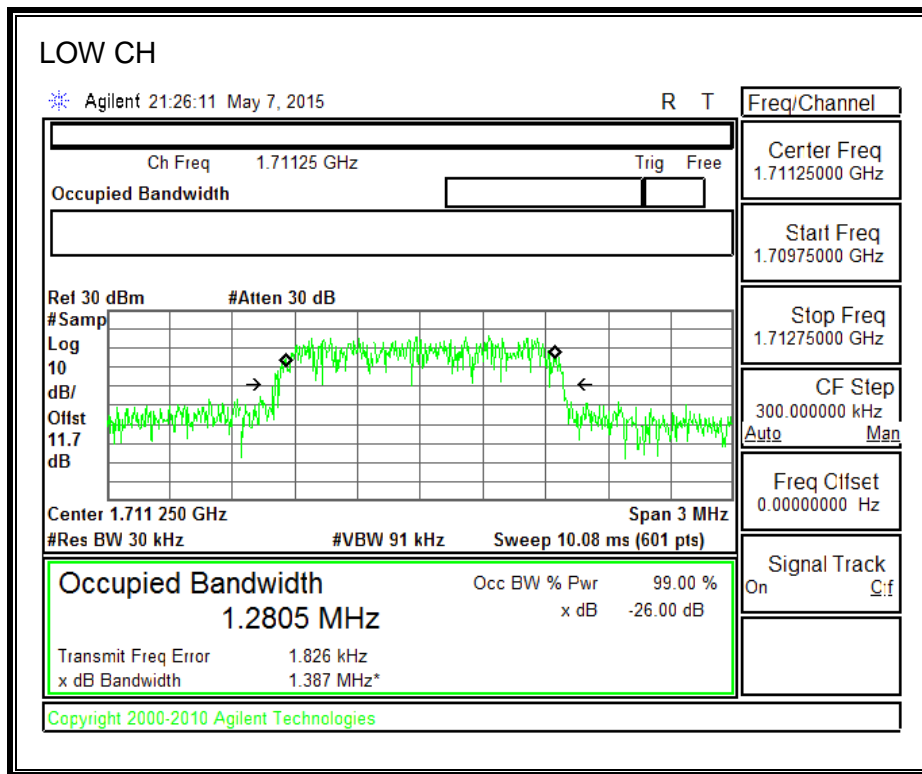 LOW CH
Agilent 21:26:11 May 7, 2015 R T
Freq/Channel
Ch Freq 1.71125 GHz Trig Free
Occupied Bandwidth
Center Freq
1.71125000 GHz
Start Freq
1.70975000 GHz
Stop Freq
1.71275000 GHz
CF Step
300.000000 kHz
Auto Man
Freq Offset
0.00000000 Hz
Signal Track
On Off
Ref 30 dBm #Atten 30 dB
#Samp
Log
10
dB/
Offst
11.7
dB
Center 1.711 250 GHz Span 3 MHz
#Res BW 30 kHz #VBW 91 kHz Sweep 10.08 ms (601 pts)
Occupied Bandwidth Occ BW % Pwr 99.00 %
1.2805 MHz x dB -26.00 dB
Transmit Freq Error 1.826 kHz
x dB Bandwidth 1.387 MHz*
Copyright 2000-2010 Agilent Technologies